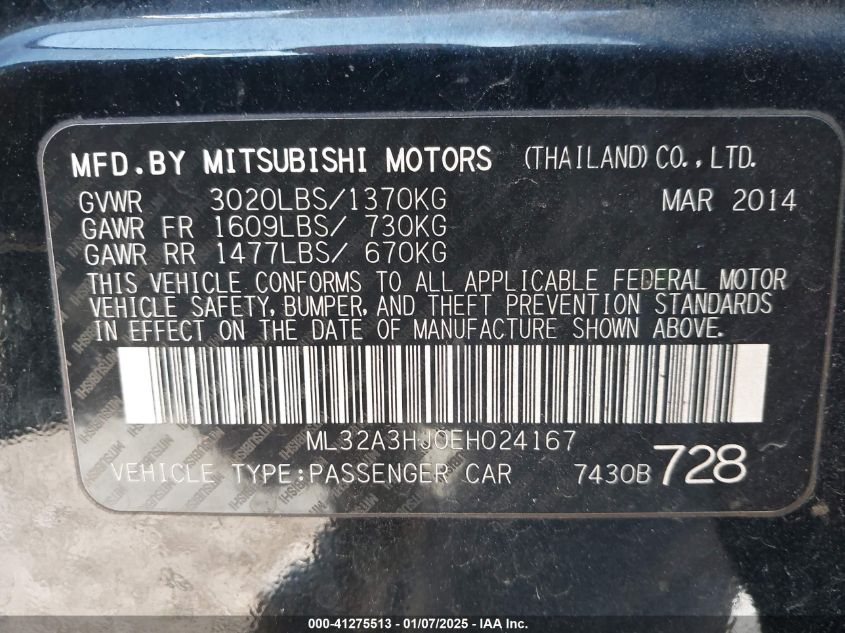 MFD.BY MITSUBISHI MOTORS (THAILAND) CO.,LTD.
GVWR 3020LBS/1370KG MAR 2014
GAWR FR 1609LBS/ 730KG
GAWR RR 1477LBS/ 670KG
THIS VEHICLE CONFORMS TO ALL APPLICABLE FEDERAL MOTOR
VEHICLE SAFETY, BUMPER, AND THEFT PREVENTION STANDARDS
IN EFFECT ON THE DATE OF MANUFACTURE SHOWN ABOVE.
ML32A3HJ0EH024167
VEHICLE TYPE:PASSENGER CAR 7430B 728
000-41275513 - 01/07/2025 - IAA Inc.